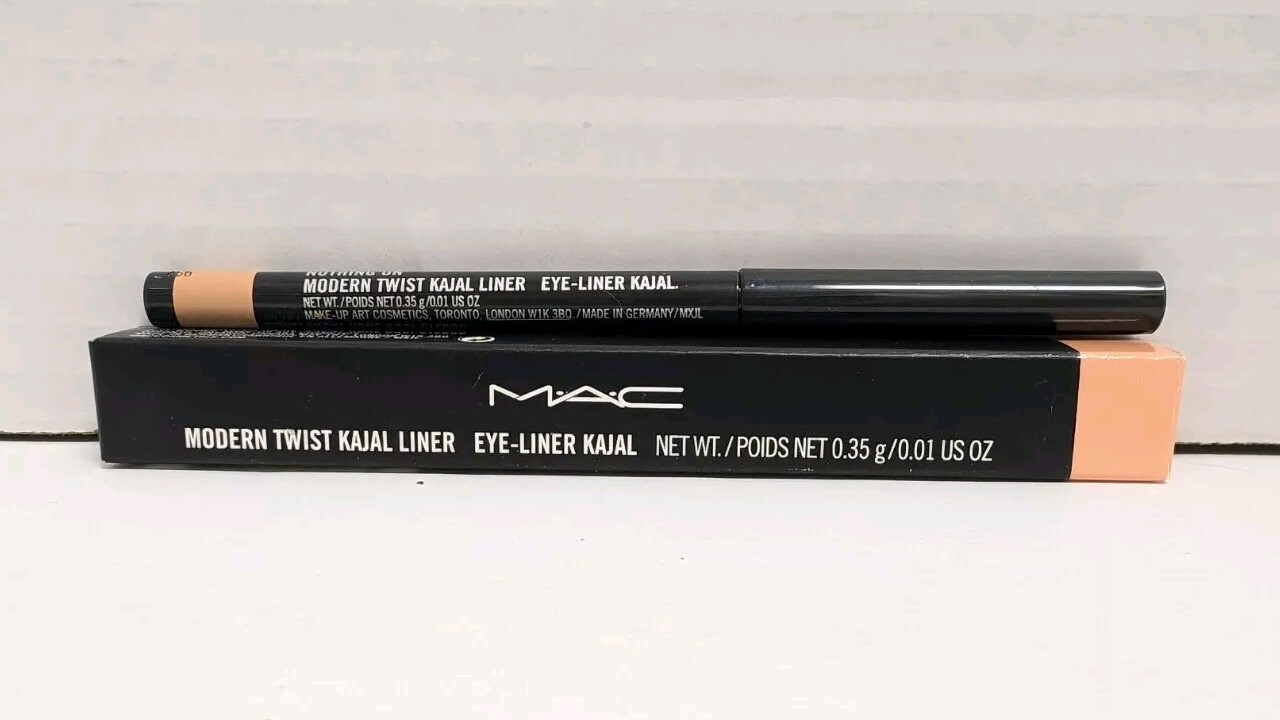 NOTHING ON
MODERN TWIST KAJAL LINER EYE-LINER KAJAL.
NET WT./POIDS NET 0.35 g/0.01 US OZ
MAKE-UP ART COSMETICS, TORONTO, LONDON W1K 3BQ./MADE IN GERMANY/MXJL
M·A·C
MODERN TWIST KAJAL LINER EYE-LINER KAJAL NET WT./POIDS NET 0.35 g/0.01 US OZ